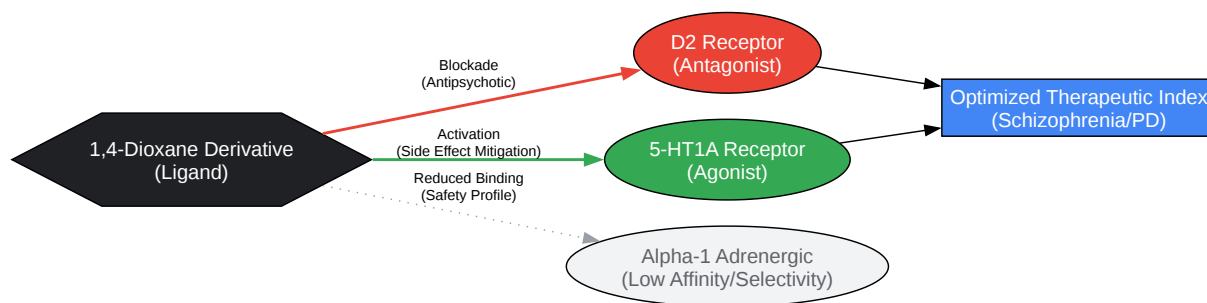 1,4-Dioxane Derivative
(Ligand)
Blockade
(Antipsychotic)
Activation
(Side Effect Mitigation)
Reduced Binding
(Safety Profile)
D2 Receptor
(Antagonist)
5-HT1A Receptor
(Agonist)
Alpha-1 Adrenergic
(Low Affinity/Selectivity)
Optimized Therapeutic Index
(Schizophrenia/PD)